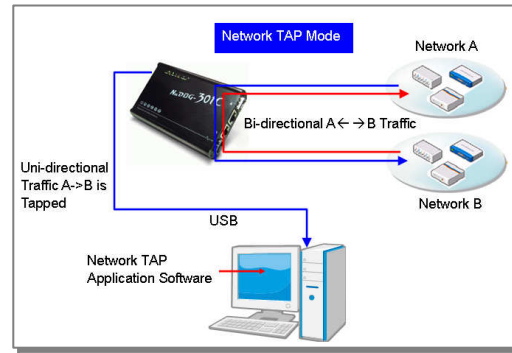 Network TAP Mode
Network A
Bi-directional A← →B Traffic
Uni-directional
Traffic A->B is
Tapped
Network B
USB
Network TAP
Application Software